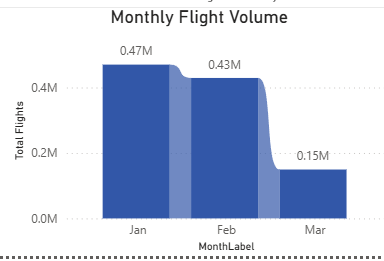 Monthly Flight Volume
0.47M
0.43M
0.4M
0.2M
0.15M
0.0M
Total Flights
Jan Feb Mar
MonthLabel